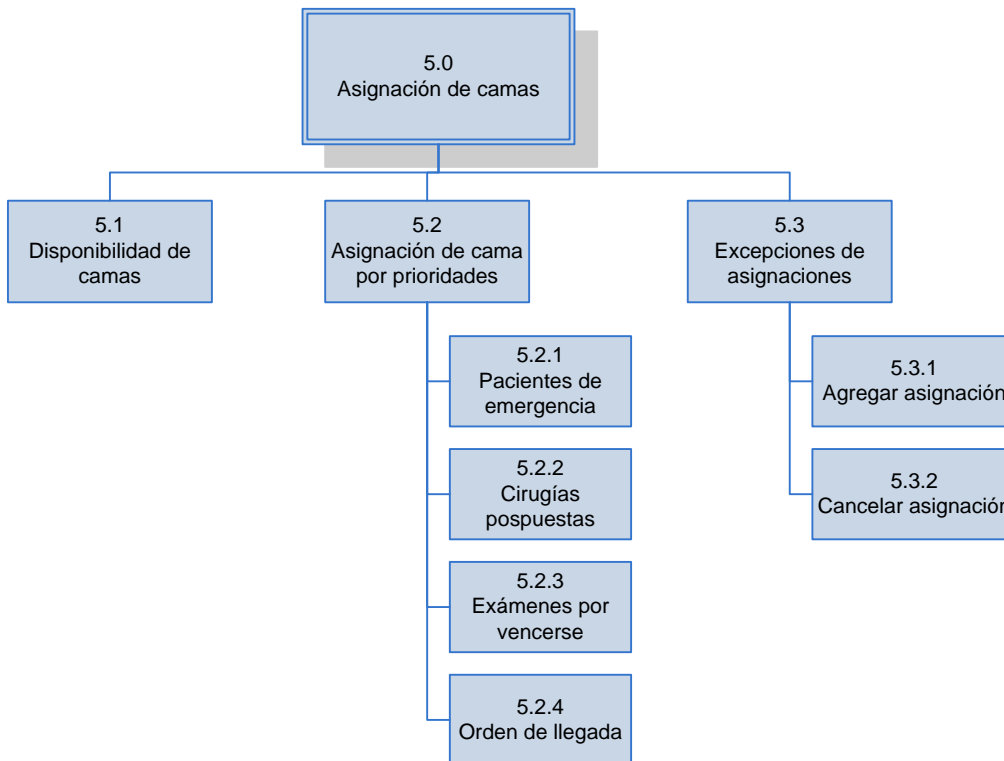 5.0
Asignación de camas
5.1
Disponibilidad de
camas
5.2
Asignación de cama
por prioridades
5.3
Excepciones de
asignaciones
5.2.1
Pacientes de
emergencia
5.3.1
Agregar asignación
5.2.2
Cirugías
pospuestas
5.3.2
Cancelar asignación
5.2.3
Exámenes por
vencerse
5.2.4
Orden de llegada